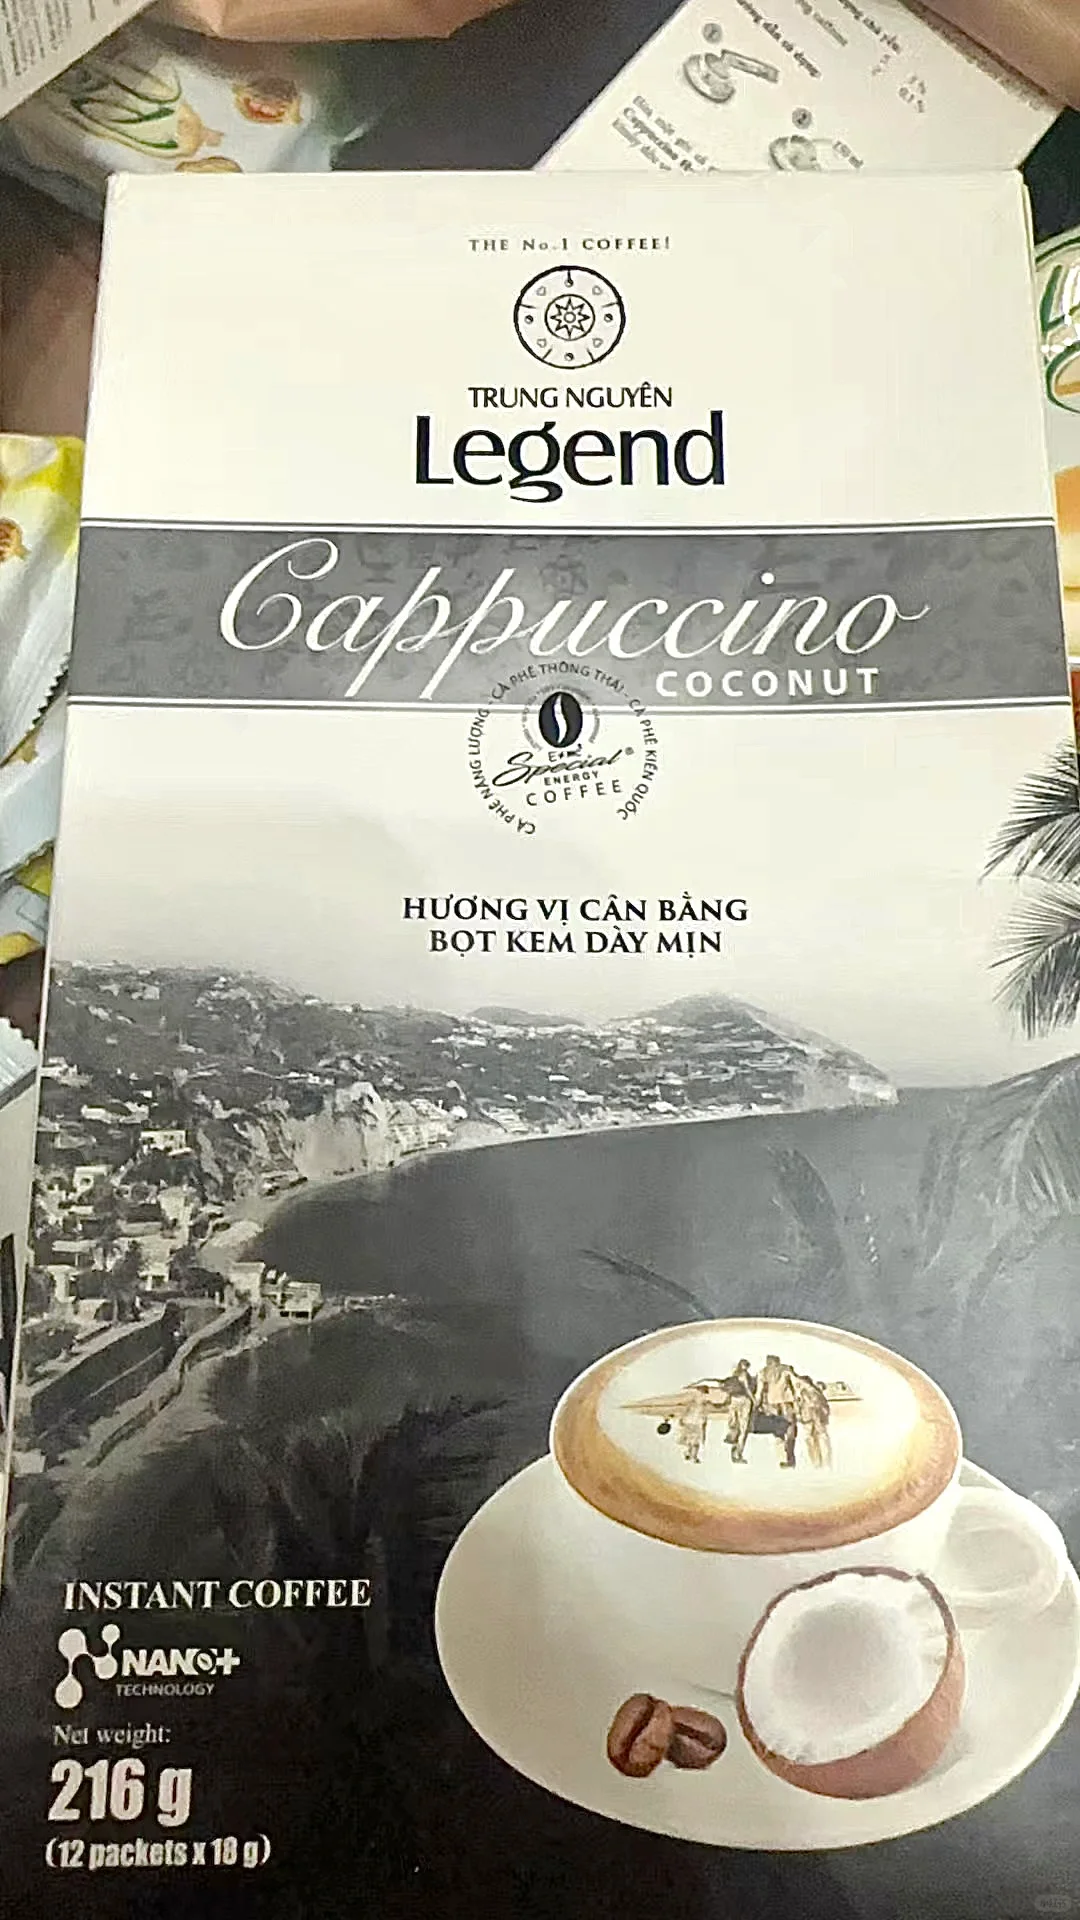 THE No.1 COFFEE!
TRUNG NGUYÊN
Legend
Cappuccino
COCONUT
CÀ PHÊ NĂNG LƯỢNG - CÀ PHÊ THÔNG THÁI - CÀ PHÊ KIẾN QUỐC
Special
ENERGY
COFFEE
HƯƠNG VỊ CÂN BẰNG
BỌT KEM DÀY MỊN
INSTANT COFFEE
NANO+
TECHNOLOGY
Net weight:
216 g
(12 packets x 18 g)